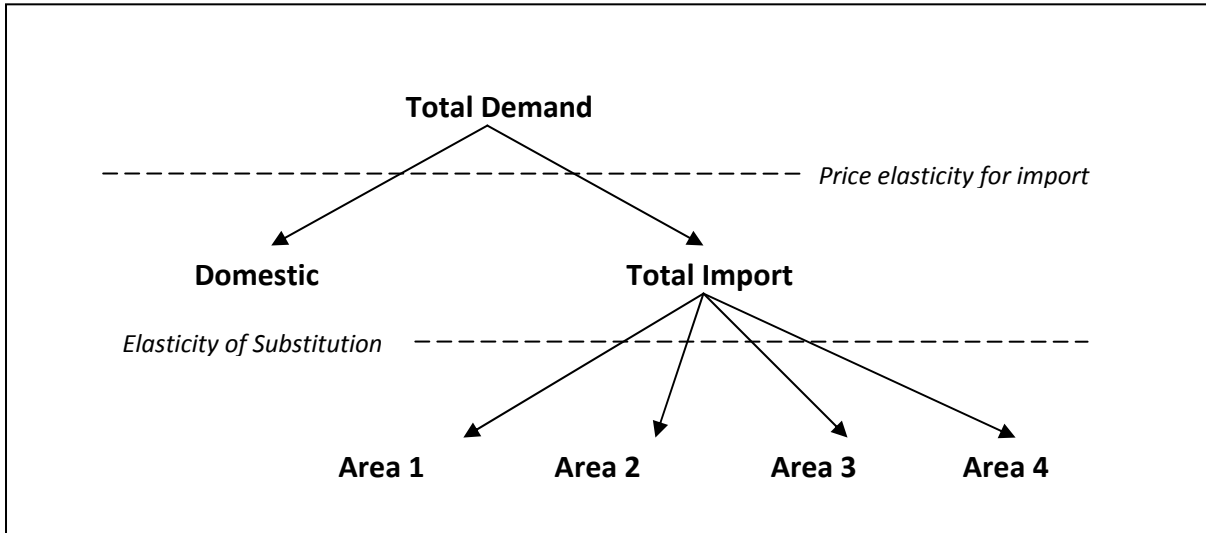 Total Demand
Price elasticity for import
Domestic
Total Import
Elasticity of Substitution
Area 1
Area 2
Area 3
Area 4